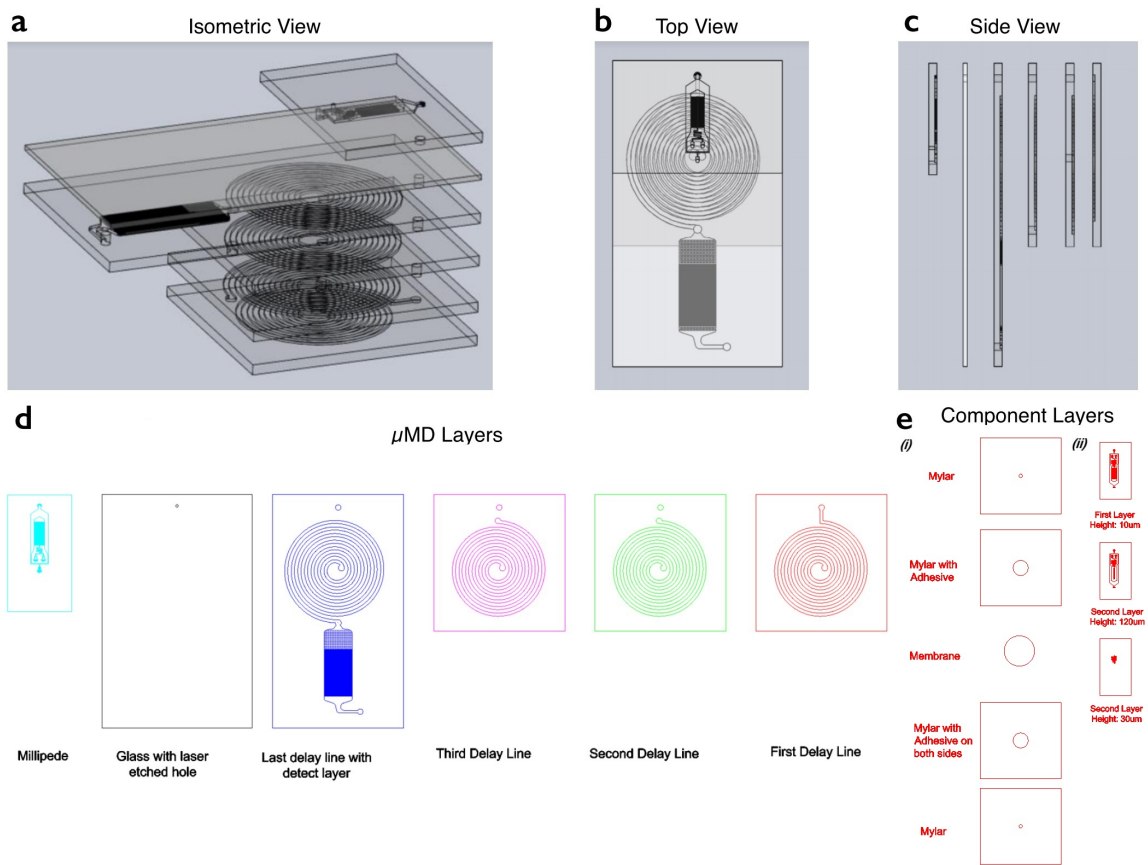 a
Isometric View
b
Top View
c
Side View
d
µMD Layers
Millipede
Glass with laser
etched hole
Last delay line with
detect layer
Third Delay Line
Second Delay Line
First Delay Line
e
Component Layers
(i)
Mylar
Mylar with
Adhesive
Membrane
Mylar with
Adhesive on
both sides
Mylar
(ii)
First Layer
Height: 10um
Second Layer
Height: 120um
Second Layer
Height: 30um